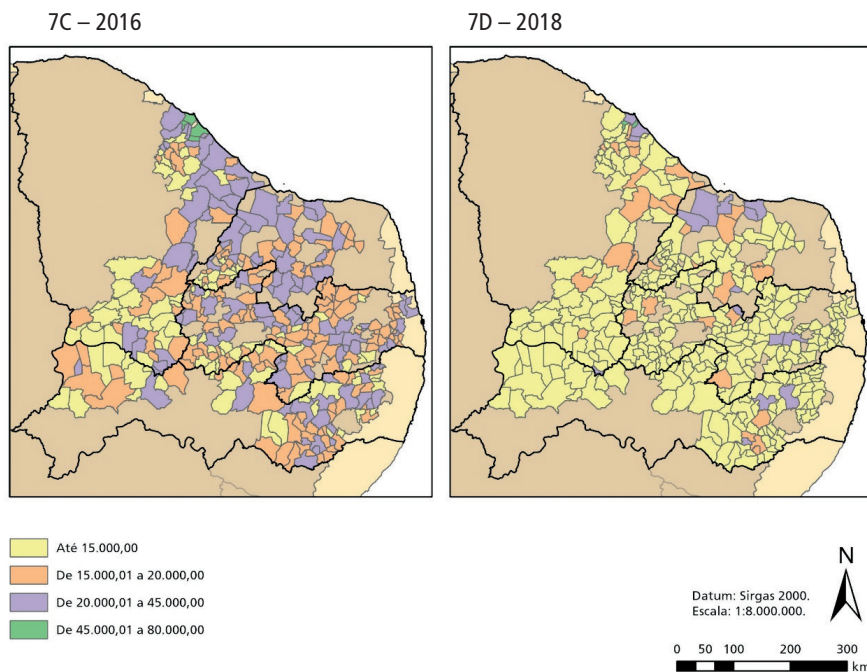 7C – 2016
7D – 2018
Até 15.000,00
De 15.000,01 a 20.000,00
De 20.000,01 a 45.000,00
De 45.000,01 a 80.000,00
N
Datum: Sirgas 2000.
Escala: 1:8.000.000.
0 50 100 200 300
km